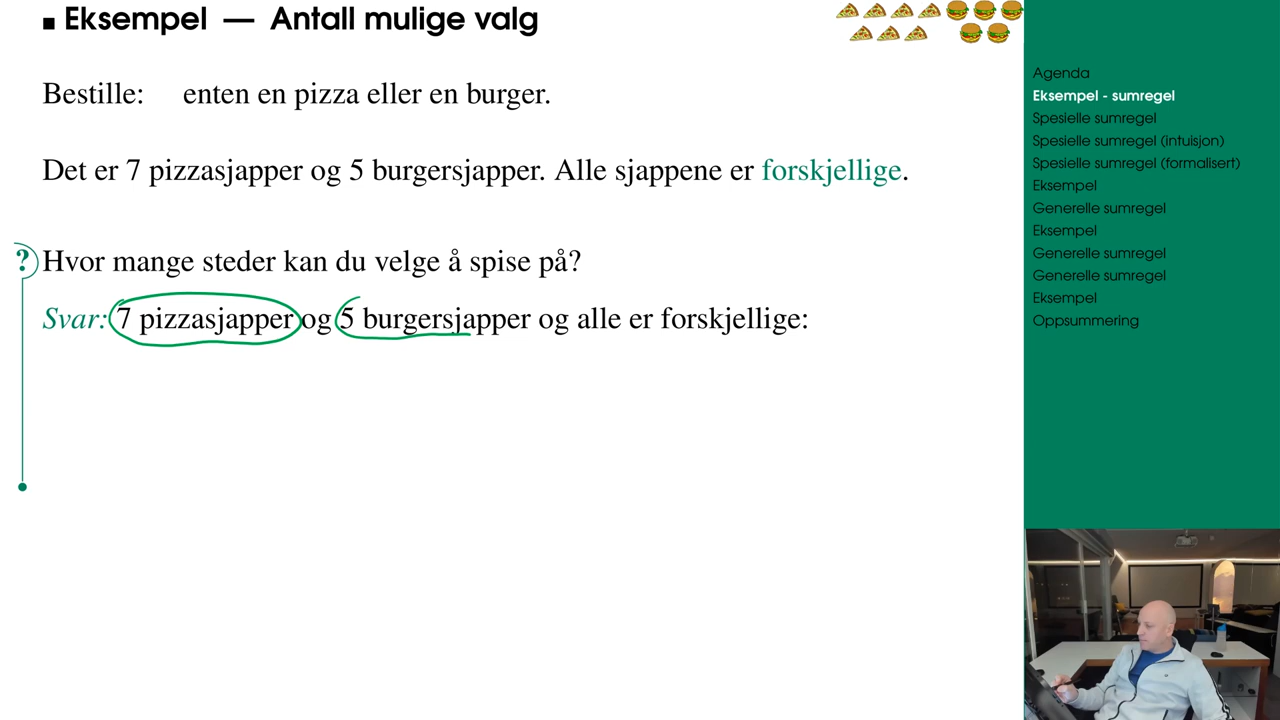 Eksempel — Antall mulige valg
Bestille: enten en pizza eller en burger.
Det er 7 pizzasjapper og 5 burgersjapper. Alle sjappene er forskjellige.
? Hvor mange steder kan du velge å spise på?
Svar: 7 pizzasjapper og 5 burgersjapper og alle er forskjellige:
Agenda
Eksempel - sumregel
Spesielle sumregel
Spesielle sumregel (intuisjon)
Spesielle sumregel (formalisert)
Eksempel
Generelle sumregel
Eksempel
Generelle sumregel
Generelle sumregel
Eksempel
Oppsummering